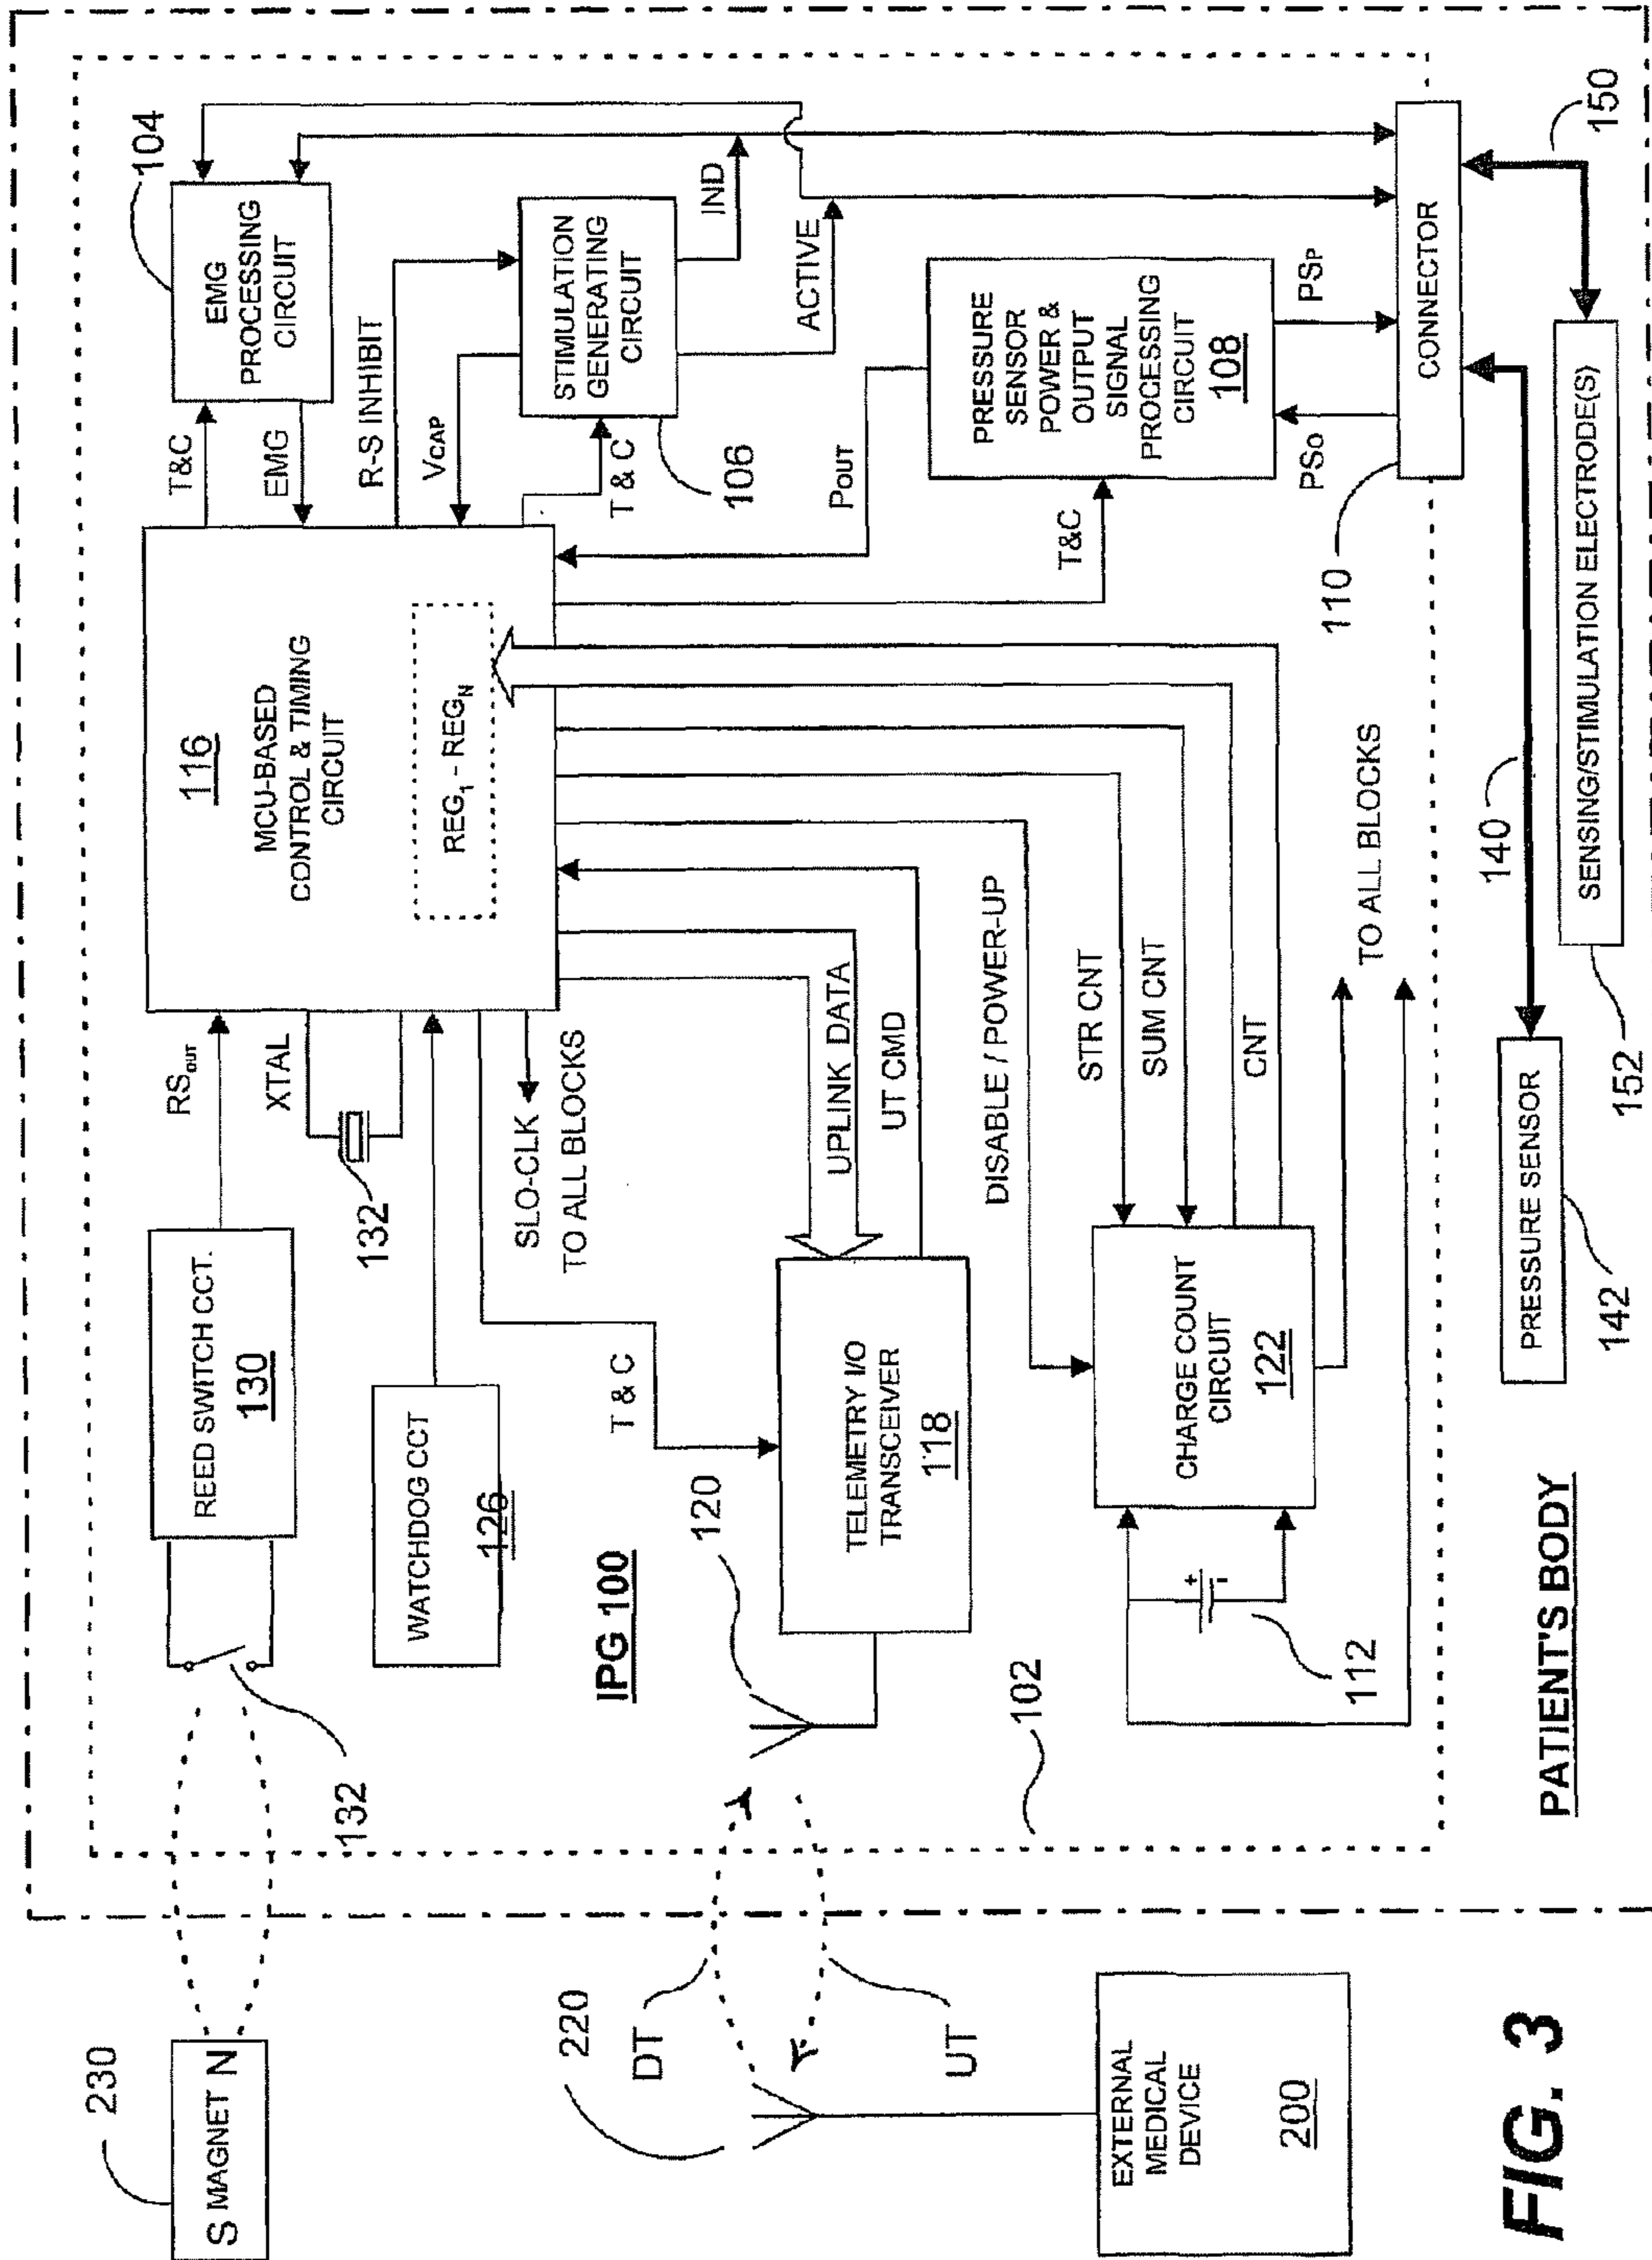 230
S MAGNET N
132
REED SWITCH CCT.
130
RSOUT
XTAL
132
WATCHDOG CCT
126
SLO-CLK
TO ALL BLOCKS
116
MCU-BASED
CONTROL & TIMING
CIRCUIT
REG1 - REGN
T&C
EMG
104
EMG
PROCESSING
CIRCUIT
R-S INHIBIT
VCAP
T & C
106
STIMULATION
GENERATING
CIRCUIT
IND
ACTIVE
IPG 100
120
T & C
TELEMETRY I/O
TRANSCEIVER
118
UPLINK DATA
UT CMD
220
DT
UT
EXTERNAL
MEDICAL
DEVICE
200
102
112
DISABLE / POWER-UP
STR CNT
SUM CNT
CNT
CHARGE COUNT
CIRCUIT
122
TO ALL BLOCKS
POUT
T&C
PRESSURE
SENSOR
POWER &
OUTPUT
SIGNAL
PROCESSING
CIRCUIT
108
PSO
PSP
110
CONNECTOR
140
150
PRESSURE SENSOR
142
SENSING/STIMULATION ELECTRODE(S)
152
PATIENT'S BODY
FIG. 3